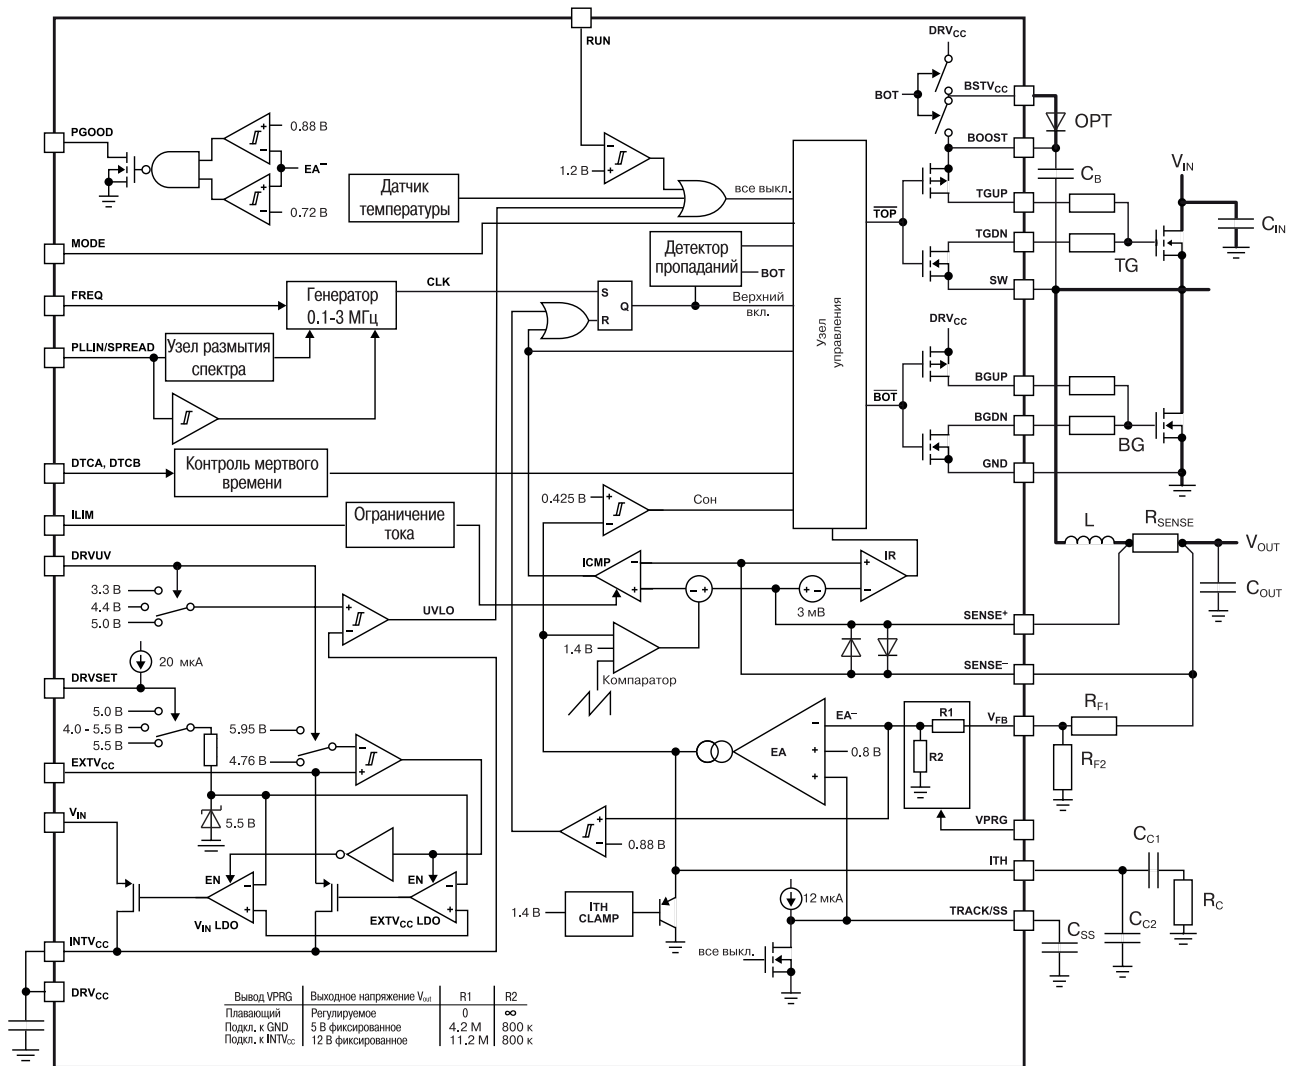 RUN
DRVCC
BOT
BSTVCC
OPT
PGOOD
0.88 В
EA–
0.72 В
1.2 В
BOOST
CB
VIN
Датчик
температуры
все выкл.
TOP
TGUP
CIN
MODE
Детектор
пропаданий
BOT
TGDN
TG
FREQ
Генератор
0.1-3 МГц
CLK
S
Q
R
Верхний
вкл.
SW
Узел
управления
DRVCC
PLLIN/SPREAD
Узел размытия
спектра
BGUP
BOT
BGDN
BG
DTCA, DTCB
Контроль мертвого
времени
GND
0.425 В
Сон
ILIM
Ограничение
тока
L
RSENSE
VOUT
COUT
DRVUV
ICMP
IR
3.3 В
4.4 В
5.0 В
UVLO
3 мВ
SENSE+
1.4 В
Компаратор
20 мкА
SENSE–
DRVSET
5.0 В
4.0 - 5.5 В
5.5 В
5.95 В
4.76 В
EA–
R1
VFB
RF1
EA
0.8 В
R2
RF2
EXTVCC
5.5 В
VIN
VPRG
0.88 В
EN
EN
ITH
CC1
VIN LDO
EXTVCC LDO
1.4 В
ITH
CLAMP
12 мкА
TRACK/SS
CSS
CC2
RC
INTVCC
все выкл.
DRVCC
Вывод VPRG Выходное напряжение Vout R1 R2
Плавающий Регулируемое 0 ∞
Подкл. к GND 5 В фиксированное 4.2 М 800 к
Подкл. к INTVCC 12 В фиксированное 11.2 М 800 к